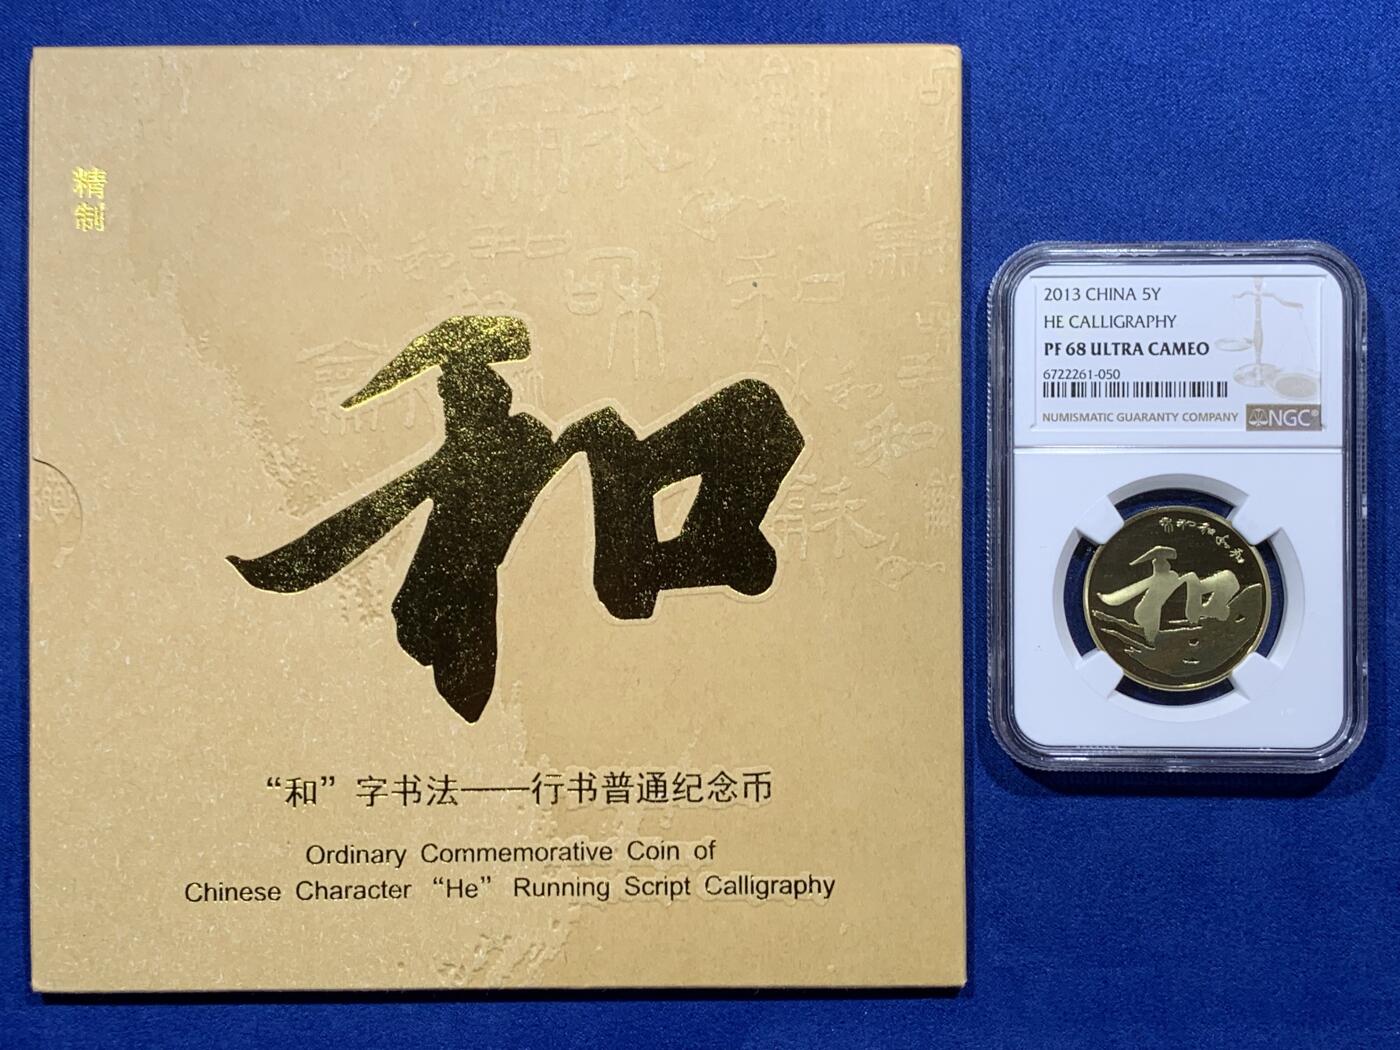 精
制
和
“和”字书法——行书普通纪念币
Ordinary Commemorative Coin of
Chinese Character “He” Running Script Calligraphy
2013 CHINA 5Y
HE CALLIGRAPHY
PF 68 ULTRA CAMEO
6722261-050
NUMISMATIC GUARANTY COMPANY NGC®
和